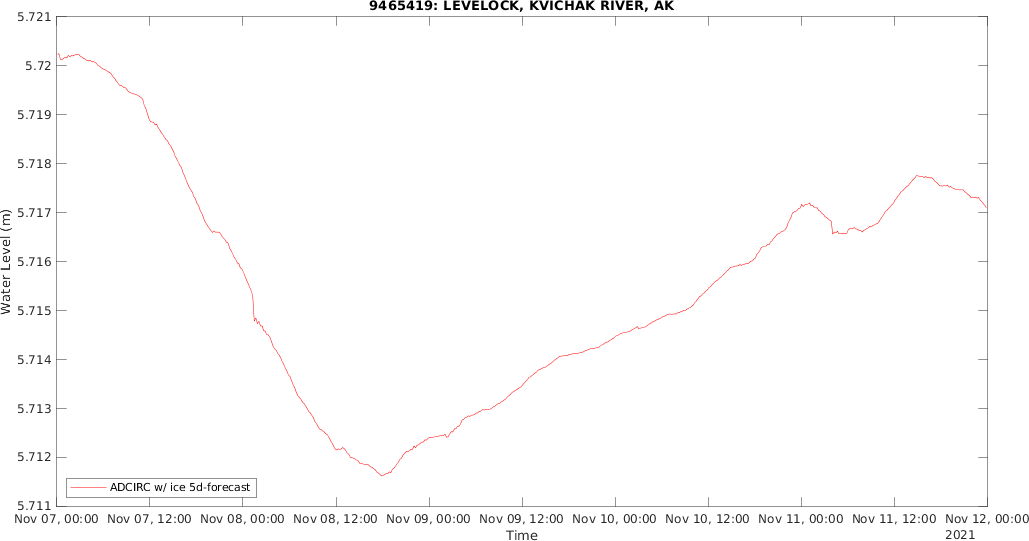 9465419: LEVELOCK, KVICHAK RIVER, AK
5.721
5.72
5.719
5.718
5.717
5.716
5.715
5.714
5.713
5.712
5.711
Water Level (m)
ADCIRC w/ ice 5d-forecast
Nov 07, 00:00 Nov 07, 12:00 Nov 08, 00:00 Nov 08, 12:00 Nov 09, 00:00 Nov 09, 12:00 Nov 10, 00:00 Nov 10, 12:00 Nov 11, 00:00 Nov 11, 12:00 Nov 12, 00:00
Time
2021